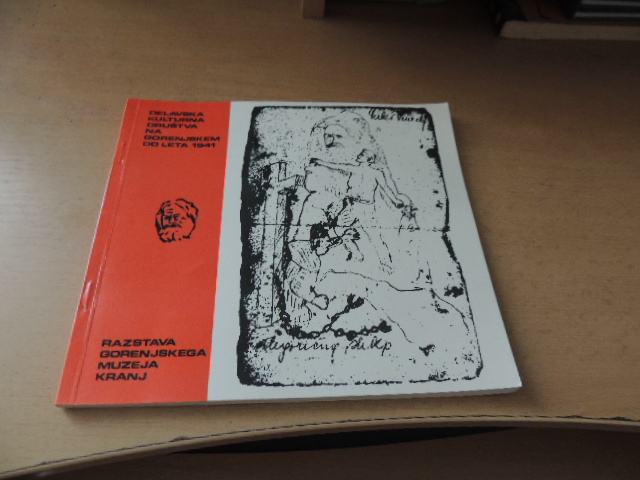 DELAVSKA
KULTURNA
DRUŠTVA
NA
GORENJSKEM
DO LETA 1941
RAZSTAVA
GORENJSKEGA
MUZEJA
KRANJ